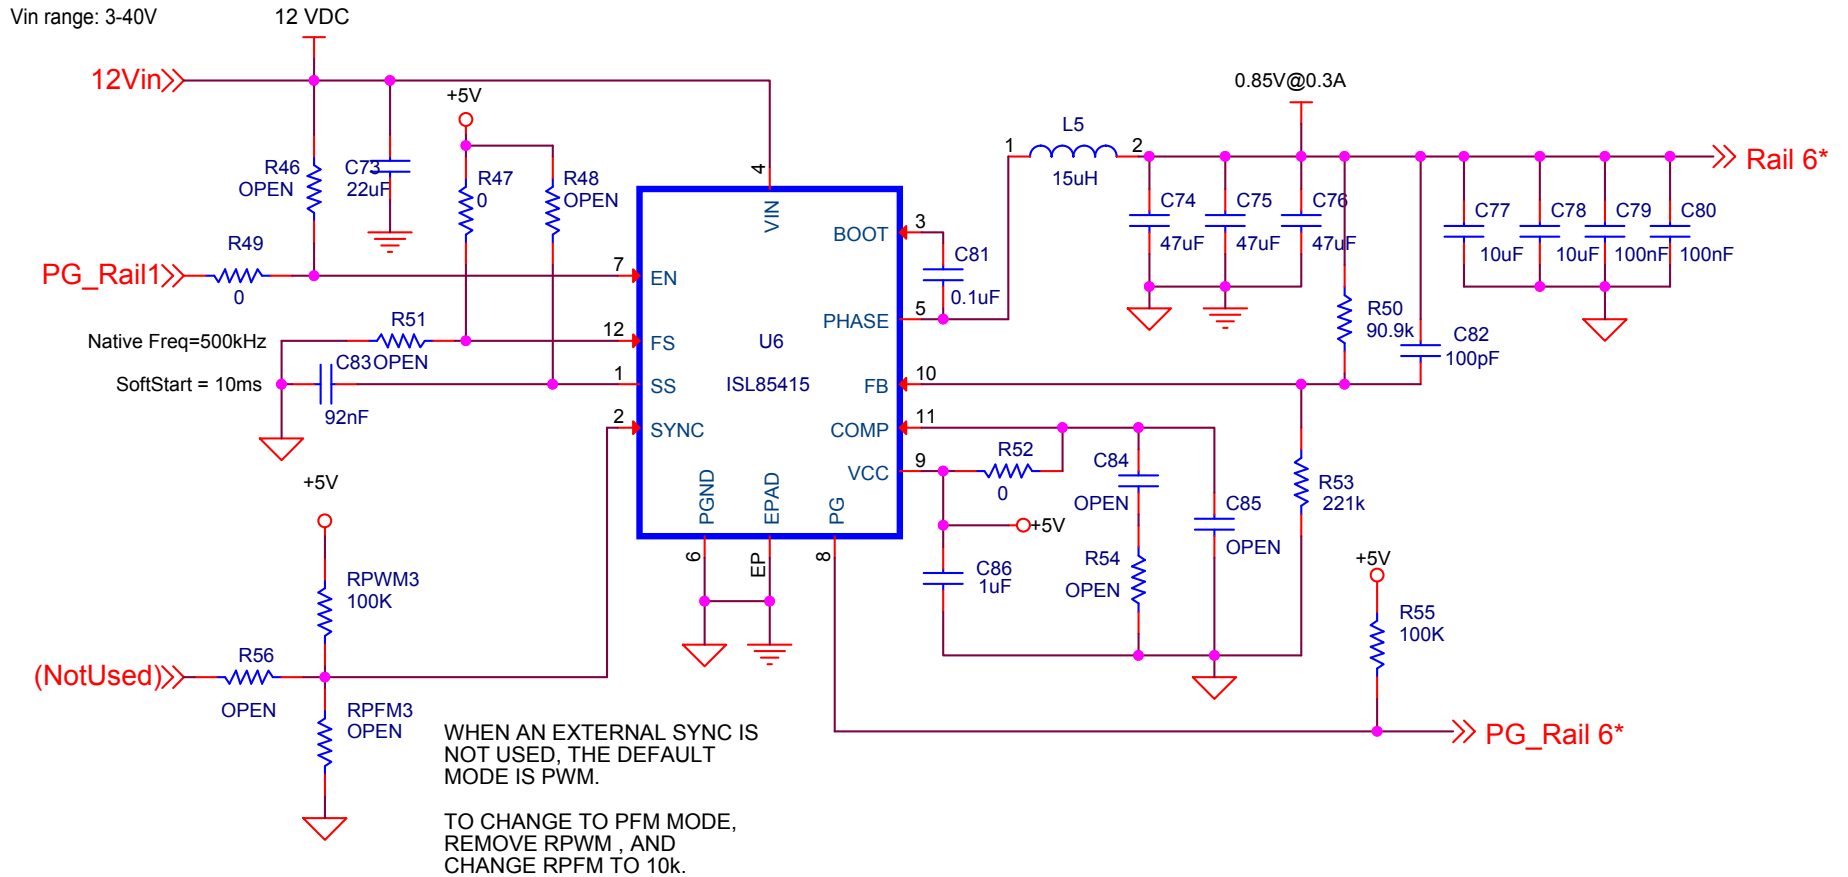 Vin range: 3-40V
12 VDC
12Vin
+5V
0.85V@0.3A
L5
1
2
15uH
Rail 6*
R46
OPEN
C73
22uF
R47
0
R48
OPEN
4
VIN
C74
47uF
C75
47uF
C76
47uF
C77
10uF
C78
10uF
C79
100nF
C80
100nF
3
BOOT
C81
0.1uF
R49
0
PG_Rail1
7
EN
5
PHASE
R50
90.9k
C82
100pF
Native Freq=500kHz
R51
OPEN
12
FS
U6
ISL85415
SoftStart = 10ms
C83
92nF
1
SS
10
FB
2
SYNC
11
COMP
9
VCC
R52
0
C84
OPEN
C85
OPEN
R53
221k
+5V
PGND
EPAD
PG
6
EP
8
+5V
C86
1uF
R54
OPEN
+5V
R55
100K
RPWM3
100K
(NotUsed)
R56
OPEN
RPFM3
OPEN
PG_Rail 6*
WHEN AN EXTERNAL SYNC IS
NOT USED, THE DEFAULT
MODE IS PWM.
TO CHANGE TO PFM MODE,
REMOVE RPWM , AND
CHANGE RPFM TO 10k.